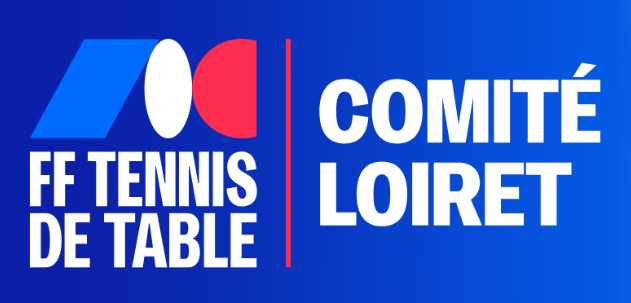 FF TENNIS
DE TABLE
COMITÉ
LOIRET